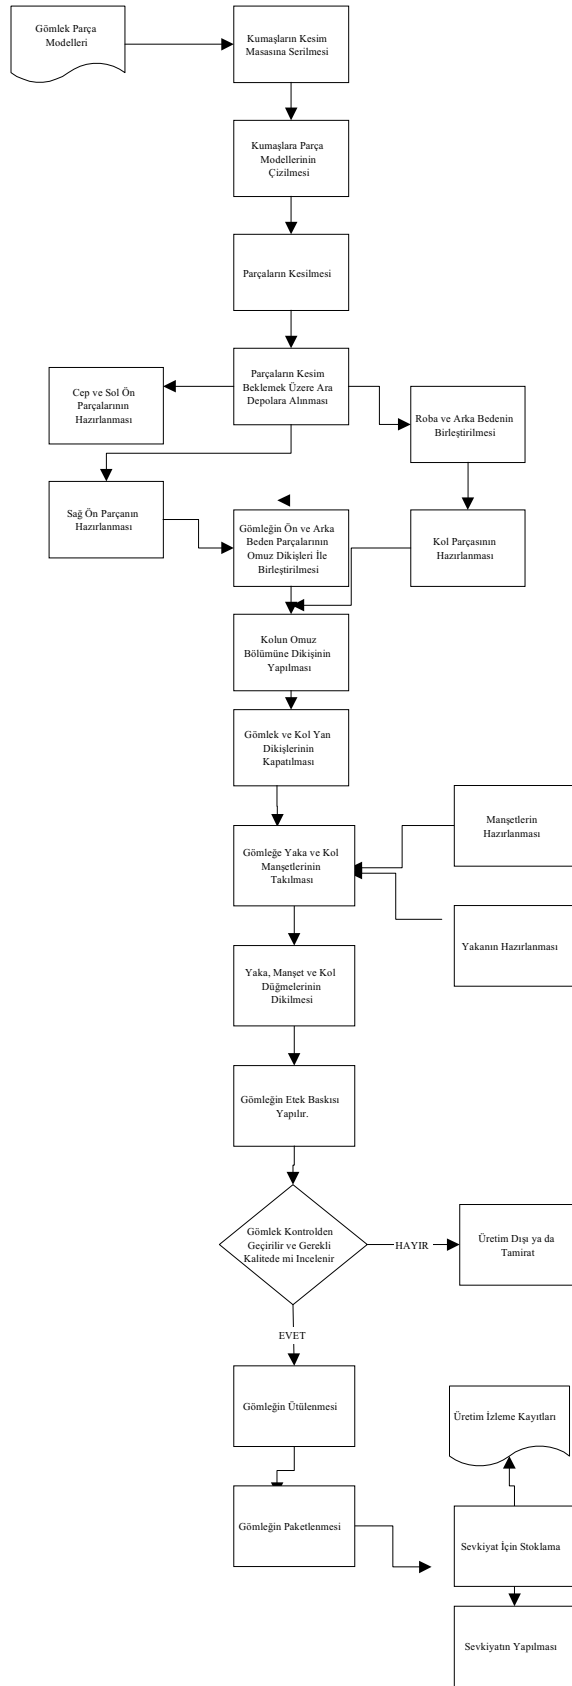 Gömlek Parça
Modelleri
Kumaşların Kesim
Masasına Serilmesi
Kumaşlara Parça
Modellerinin
Çizilmesi
Parçaların Kesilmesi
Parçaların Kesim
Beklemek Üzere Ara
Depolara Alınması
Cep ve Sol Ön
Parçalarının
Hazırlanması
Roba ve Arka Bedenin
Birleştirilmesi
Sağ Ön Parçanın
Hazırlanması
Gömleğin Ön ve Arka
Beden Parçalarının
Omuz Dikişleri İle
Birleştirilmesi
Kol Parçasının
Hazırlanması
Kolun Omuz
Bölümüne Dikişinin
Yapılması
Gömlek ve Kol Yan
Dikişlerinin
Kapatılması
Manşetlerin
Hazırlanması
Gömleğe Yaka ve Kol
Manşetlerinin
Takılması
Yakanın Hazırlanması
Yaka, Manşet ve Kol
Düğmelerinin
Dikilmesi
Gömleğin Etek Baskısı
Yapılır.
Gömlek Kontrolden
Geçirilir ve Gerekli
Kalitede mi İncelenir
HAYIR
Üretim Dışı ya da
Tamirat
EVET
Gömleğin Ütülenmesi
Üretim İzleme Kayıtları
Gömleğin Paketlenmesi
Sevkiyat İçin Stoklama
Sevkiyatın Yapılması